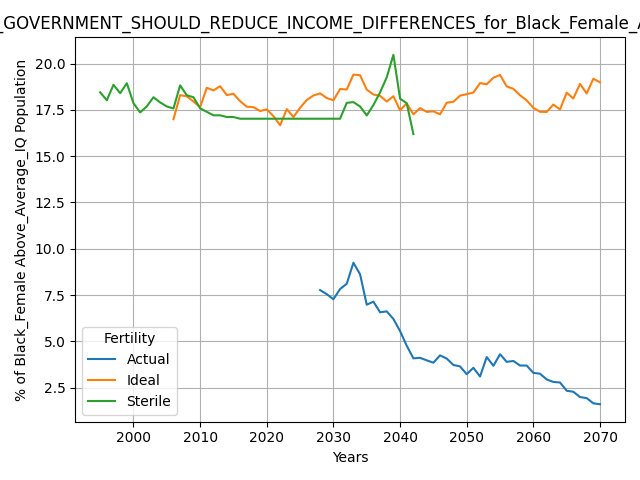 _GOVERNMENT_SHOULD_REDUCE_INCOME_DIFFERENCES_for_Black_Female_A
% of Black_Female Above_Average_IQ Population
20.0
17.5
15.0
12.5
10.0
7.5
5.0
2.5
Fertility
Actual
Ideal
Sterile
2000 2010 2020 2030 2040 2050 2060 2070
Years